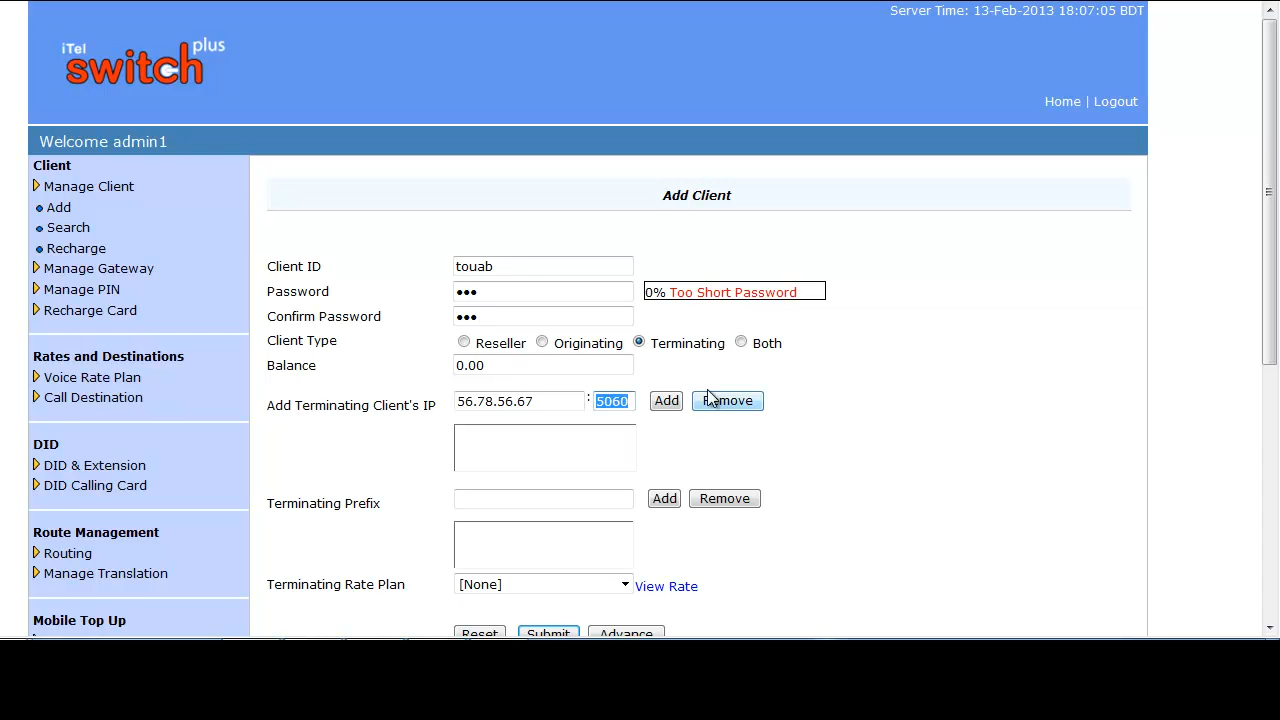 Server Time: 13-Feb-2013 18:07:05 BDT
iTel switch plus
Home | Logout
Welcome admin1
Client
Manage Client
Add
Search
Recharge
Manage Gateway
Manage PIN
Recharge Card
Rates and Destinations
Voice Rate Plan
Call Destination
DID
DID & Extension
DID Calling Card
Route Management
Routing
Manage Translation
Mobile Top Up
Add Client
Client ID touab
Password ●●● 0% Too Short Password
Confirm Password ●●●
Client Type Reseller Originating Terminating Both
Balance 0.00
Add Terminating Client's IP 56.78.56.67 : 5060 Add Remove
Terminating Prefix Add Remove
Terminating Rate Plan [None] View Rate
Reset Submit Advance